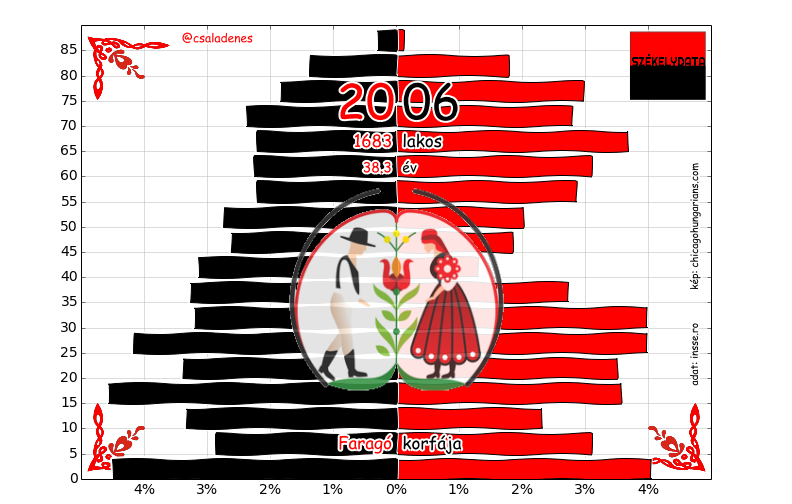 @csaladenes
SZÉKELYDATA
2006
1683 lakos
38.3 év
kép: chicagohungarians.com
adat: insse.ro
Faragó korfája
85
80
75
70
65
60
55
50
45
40
35
30
25
20
15
10
5
0
4% 3% 2% 1% 0% 1% 2% 3% 4%